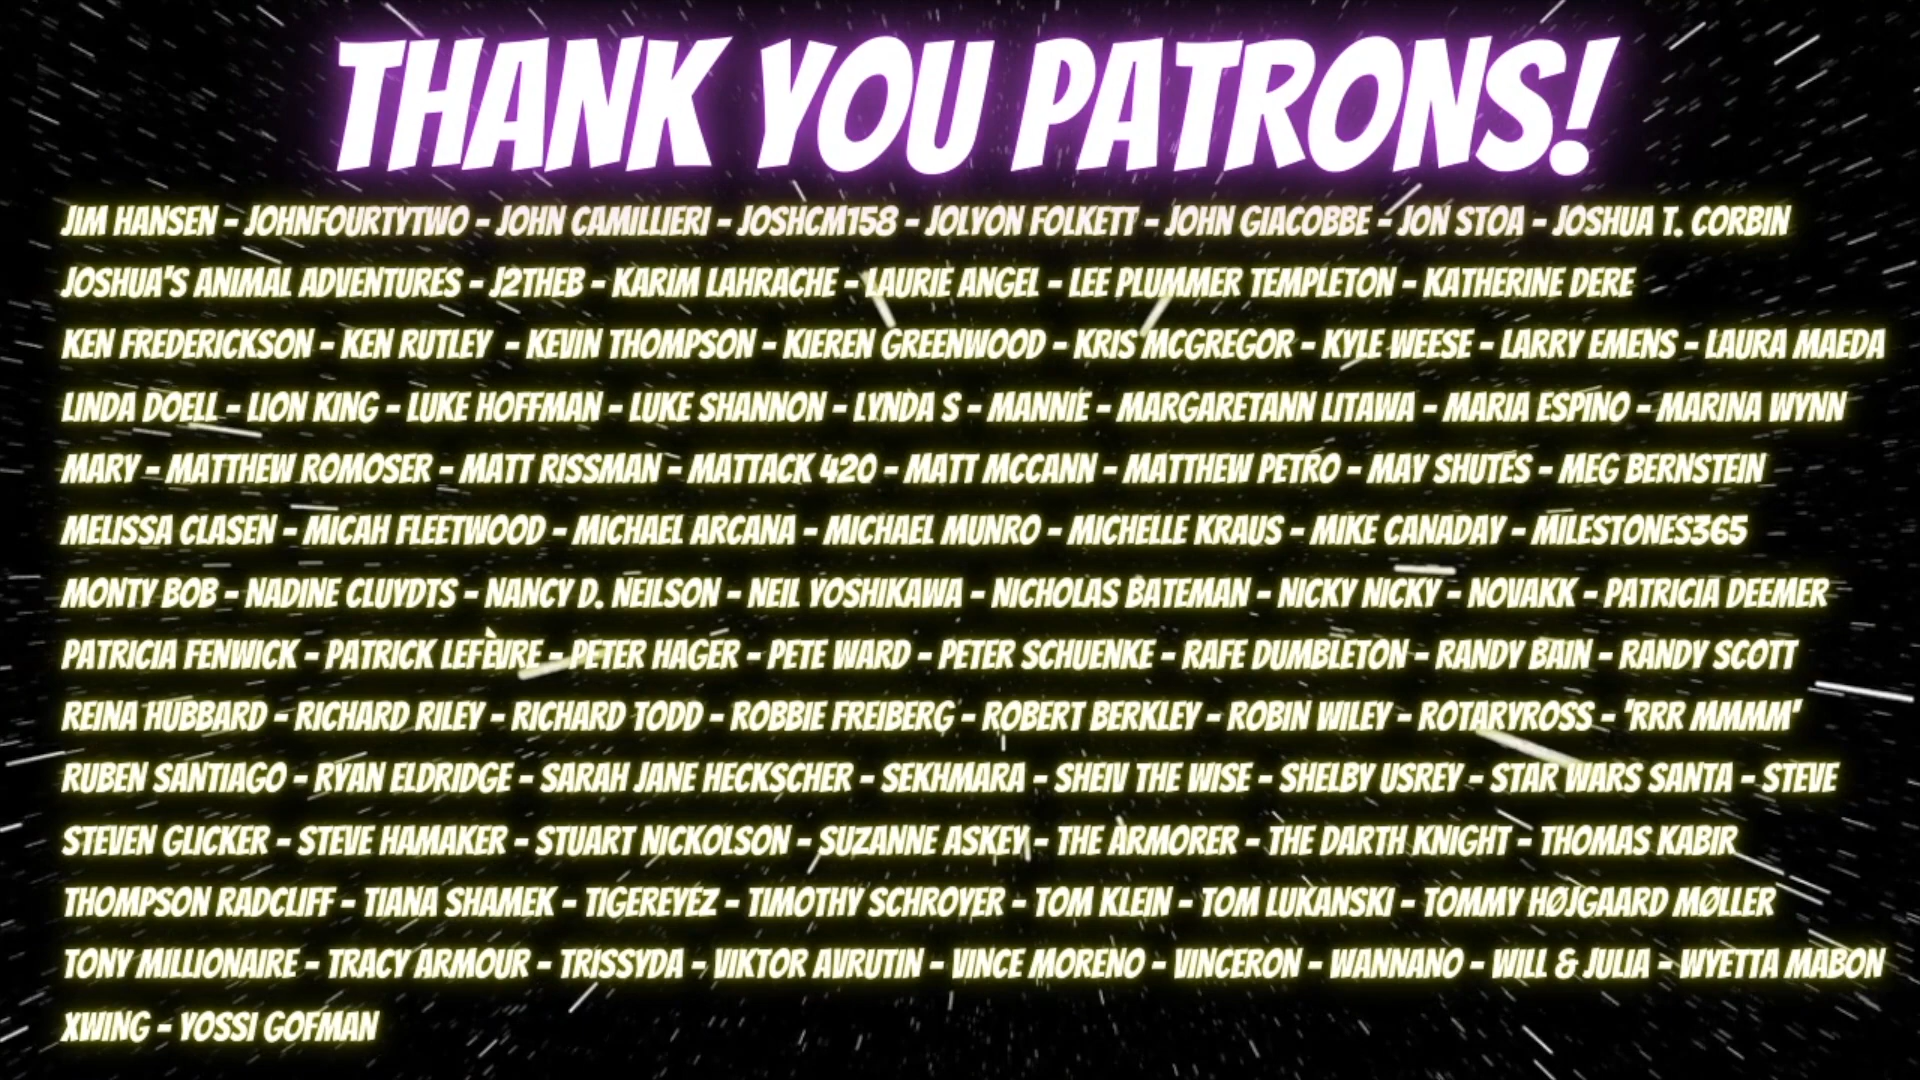 THANK YOU PATRONS!
JIM HANSEN - JOHNFOURTYTWO - JOHN CAMILLIERI - JOSHCM158 - JOLYON FOLKETT - JOHN GIACOBBE - JON STOA - JOSHUA T. CORBIN
JOSHUA'S ANIMAL ADVENTURES - J2THEB - KARIM LAHRACHE - LAURIE ANGEL - LEE PLUMMER TEMPLETON - KATHERINE DERE
KEN FREDERICKSON - KEN RUTLEY - KEVIN THOMPSON - KIEREN GREENWOOD - KRIS MCGREGOR - KYLE WEESE - LARRY EMENS - LAURA MAEDA
LINDA DOELL - LION KING - LUKE HOFFMAN - LUKE SHANNON - LYNDA S - MANNIE - MARGARETANN LITAWA - MARIA ESPINO - MARINA WYNN
MARY - MATTHEW ROMOSER - MATT RISSMAN - MATTACK 420 - MATT MCCANN - MATTHEW PETRO - MAY SHUTES - MEG BERNSTEIN
MELISSA CLASEN - MICAH FLEETWOOD - MICHAEL ARCANA - MICHAEL MUNRO - MICHELLE KRAUS - MIKE CANADAY - MILESTONES365
MONTY BOB - NADINE CLUYDTS - NANCY D. NEILSON - NEIL YOSHIKAWA - NICHOLAS BATEMAN - NICKY NICKY - NOVAKK - PATRICIA DEEMER
PATRICIA FENWICK - PATRICK LEFÈVRE - PETER HAGER - PETE WARD - PETER SCHUENKE - RAFE DUMBLETON - RANDY BAIN - RANDY SCOTT
REINA HUBBARD - RICHARD RILEY - RICHARD TODD - ROBBIE FREIBERG - ROBERT BERKLEY - ROBIN WILEY - ROTARYROSS - 'RRR MMMM'
RUBEN SANTIAGO - RYAN ELDRIDGE - SARAH JANE HECKSCHER - SEKHMARA - SHEIV THE WISE - SHELBY USREY - STAR WARS SANTA - STEVE
STEVEN GLICKER - STEVE HAMAKER - STUART NICKOLSON - SUZANNE ASKEY - THE ARMORER - THE DARTH KNIGHT - THOMAS KABIR
THOMPSON RADCLIFF - TIANA SHAMEK - TIGEREYEZ - TIMOTHY SCHROYER - TOM KLEIN - TOM LUKANSKI - TOMMY HØJGAARD MØLLER
TONY MILLIONAIRE - TRACY ARMOUR - TRISSYDA - VIKTOR AVRUTIN - VINCE MORENO - VINCERON - WANNANO - WILL & JULIA - WYETTA MABON
XWING - YOSSI GOFMAN